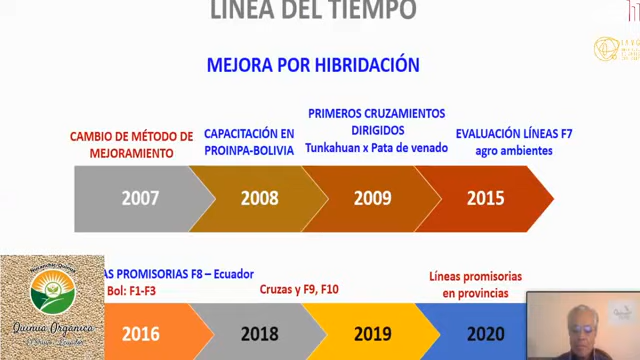 LÍNEA DEL TIEMPO
MEJORA POR HIBRIDACIÓN
CAMBIO DE MÉTODO DE
MEJORAMIENTO
CAPACITACIÓN EN
PROINPA-BOLIVIA
PRIMEROS CRUZAMIENTOS
DIRIGIDOS
Tunkahuan x Pata de venado
EVALUACIÓN LÍNEAS F7
agro ambientes
2007
2008
2009
2015
AS PROMISORIAS F8 – Ecuador
Bol: F1-F3
Cruzas y F9, F10
Líneas promisorias
en provincias
2016
2018
2019
2020
Quinua Orgánica